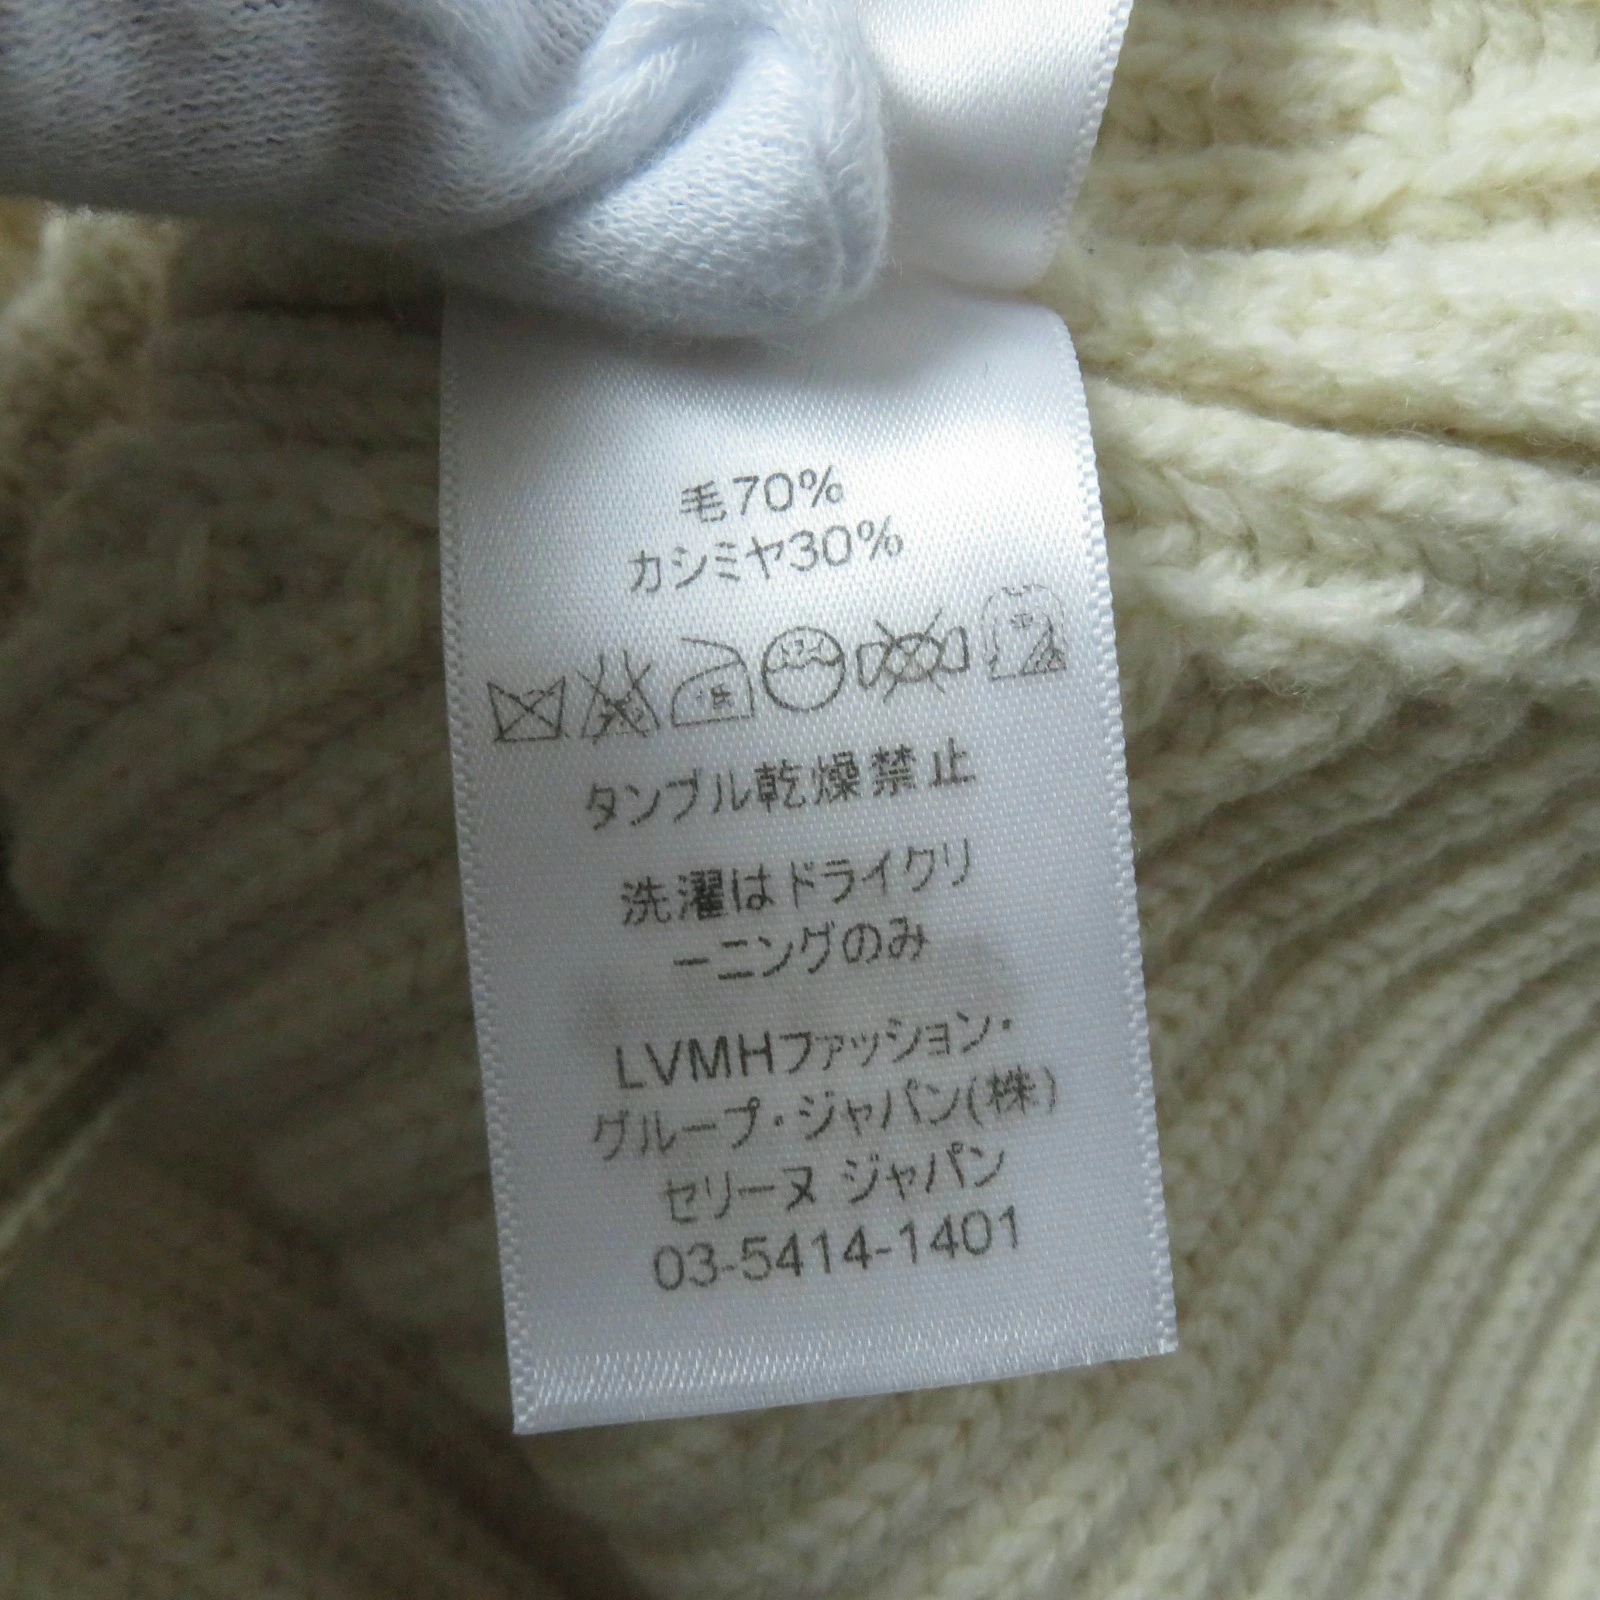 毛70%
カシミヤ30%
タンブル乾燥禁止
洗濯はドライクリ
ーニングのみ
LVMHファッション・
グループ・ジャパン(株)
セリーヌ ジャパン
03-5414-1401